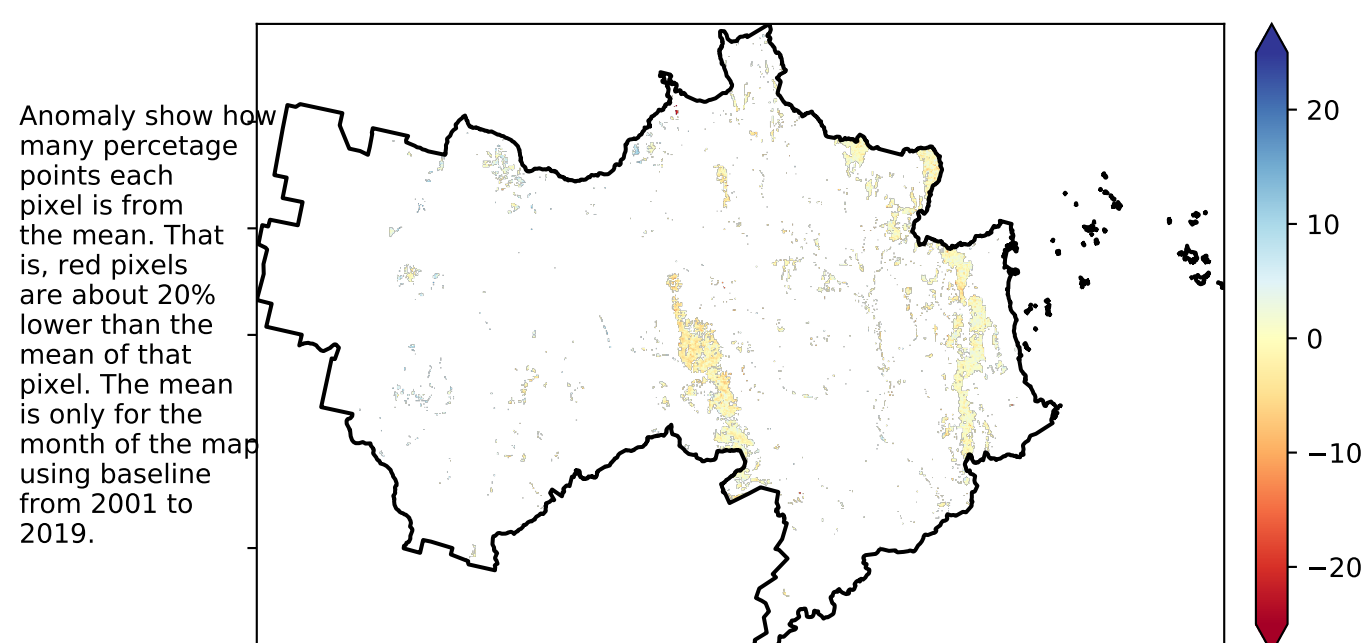 Anomaly show how
many percetage
points each
pixel is from
the mean. That
is, red pixels
are about 20%
lower than the
mean of that
pixel. The mean
is only for the
month of the map
using baseline
from 2001 to
2019.
20
10
0
−10
−20